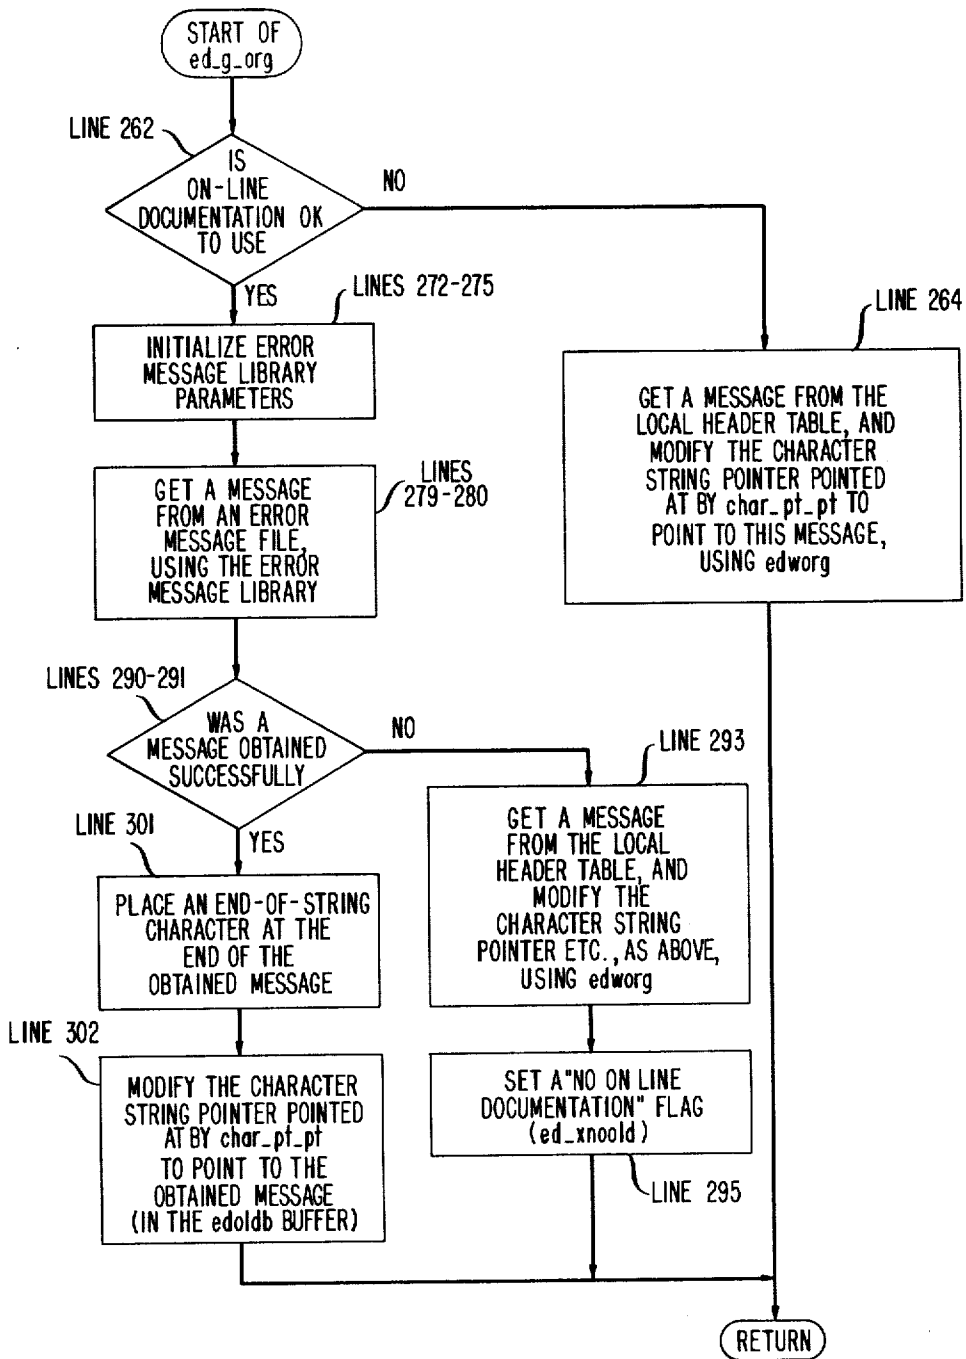 START OF
ed_g_org
LINE 262
IS
ON-LINE
DOCUMENTATION OK
TO USE
NO
YES
LINES 272-275
INITIALIZE ERROR
MESSAGE LIBRARY
PARAMETERS
LINE 264
GET A MESSAGE FROM THE
LOCAL HEADER TABLE, AND
MODIFY THE CHARACTER
STRING POINTER POINTED
AT BY char_pt_pt TO
POINT TO THIS MESSAGE,
USING edworg
LINES
279-280
GET A MESSAGE
FROM AN ERROR
MESSAGE FILE,
USING THE ERROR
MESSAGE LIBRARY
LINES 290-291
WAS A
MESSAGE OBTAINED
SUCCESSFULLY
NO
YES
LINE 293
GET A MESSAGE
FROM THE LOCAL
HEADER TABLE, AND
MODIFY THE
CHARACTER STRING
POINTER ETC., AS ABOVE,
USING edworg
LINE 301
PLACE AN END-OF-STRING
CHARACTER AT THE
END OF THE
OBTAINED MESSAGE
LINE 302
MODIFY THE CHARACTER
STRING POINTER POINTED
AT BY char_pt_pt
TO POINT TO THE
OBTAINED MESSAGE
(IN THE edoldb BUFFER)
SET A"NO ON LINE
DOCUMENTATION" FLAG
(ed_xnoold)
LINE 295
RETURN